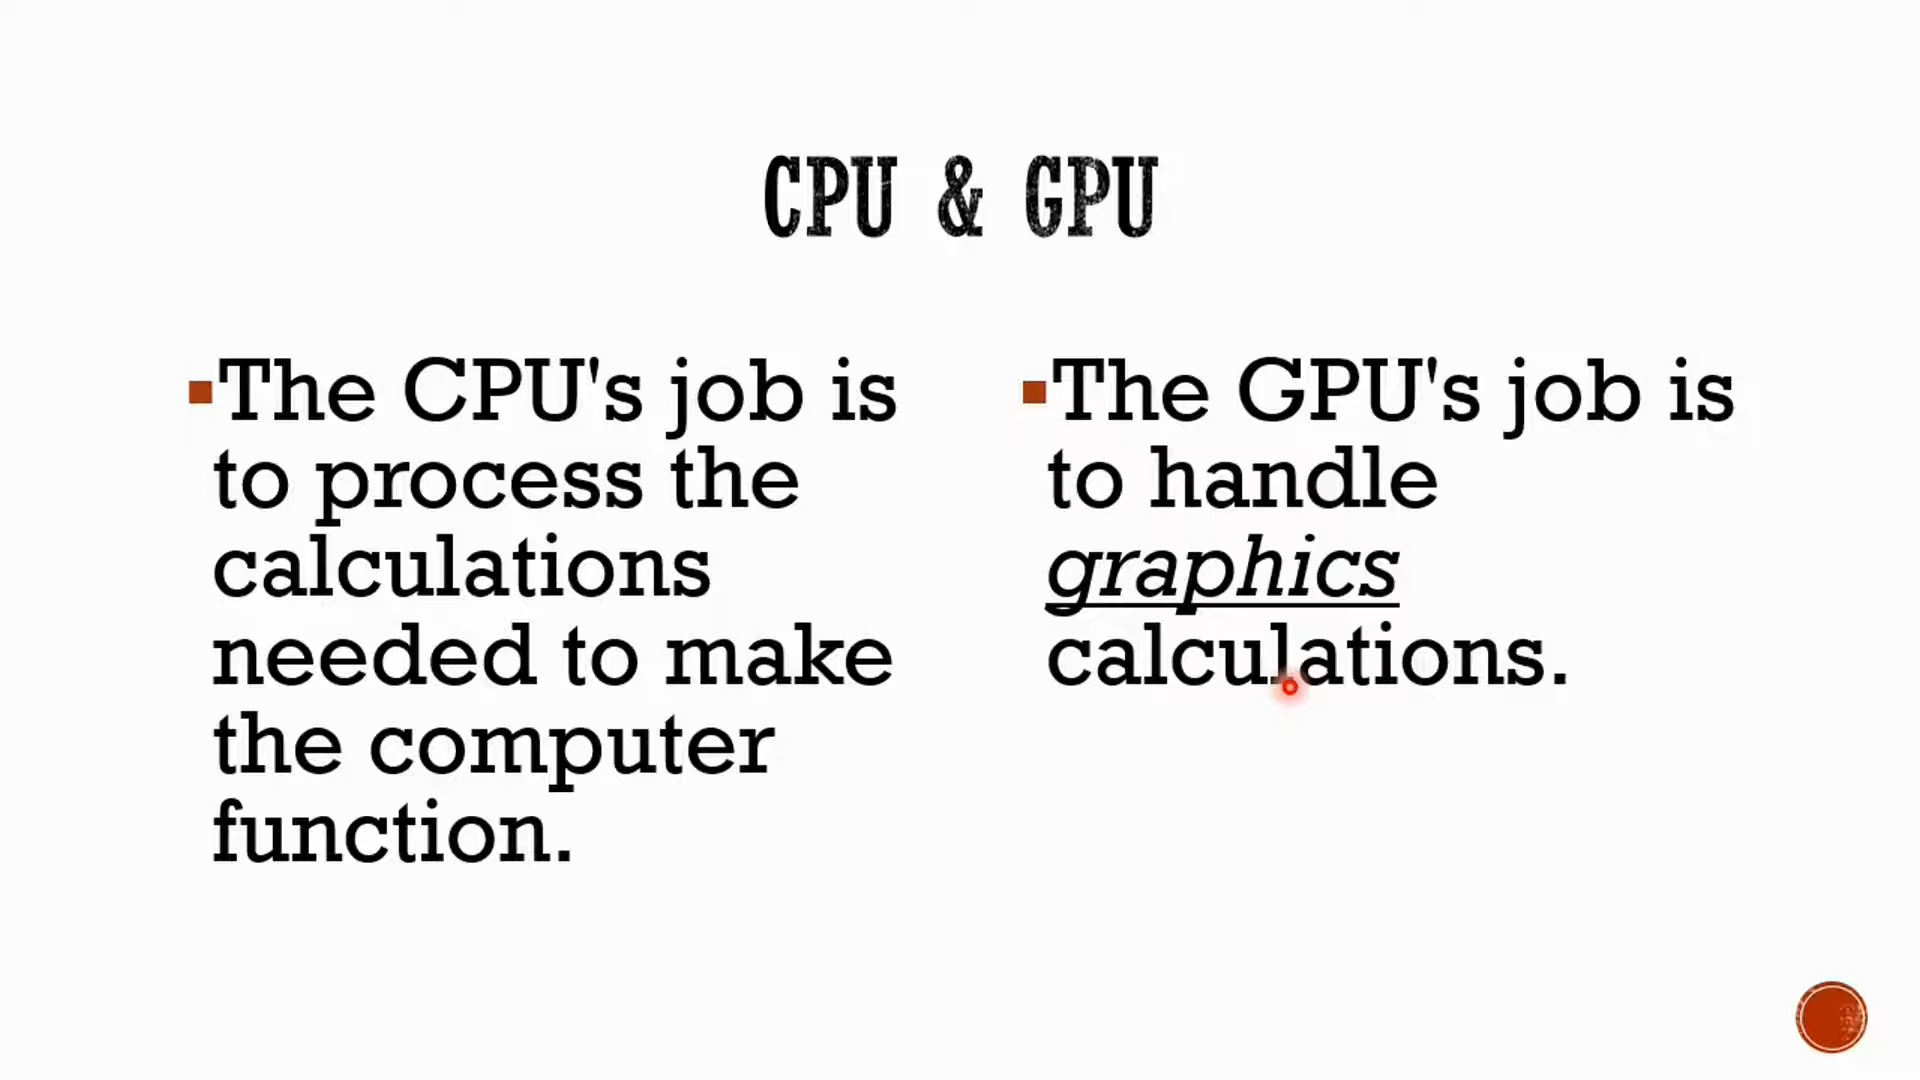 CPU & GPU
▪The CPU's job is
to process the
calculations
needed to make
the computer
function.
▪The GPU's job is
to handle
graphics
calculations.